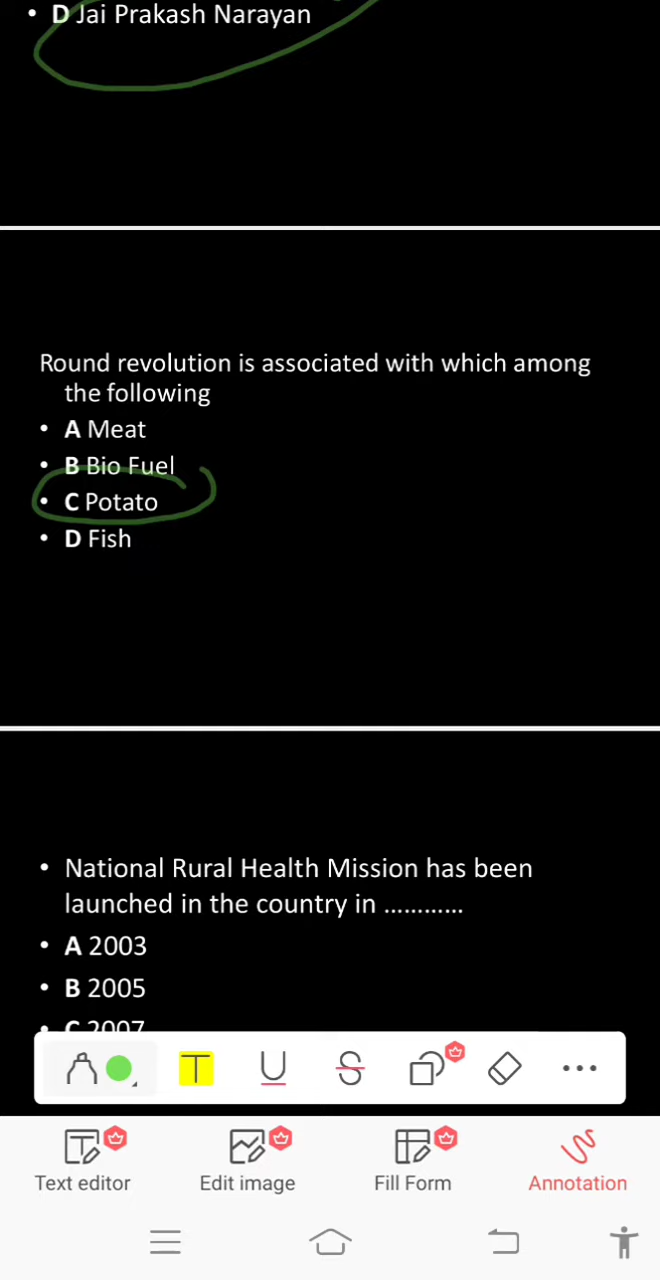 • D Jai Prakash Narayan
Round revolution is associated with which among
the following
• A Meat
• B Bio Fuel
• C Potato
• D Fish
• National Rural Health Mission has been
launched in the country in ............
• A 2003
• B 2005
• C 2007
T U S
Text editor Edit image Fill Form Annotation